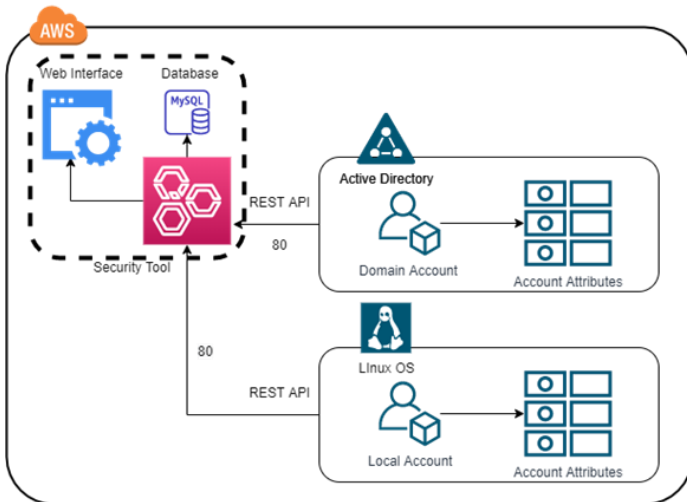 AWS
Web Interface
Database
MySQL
Security Tool
REST API
80
Active Directory
Domain Account
Account Attributes
80
REST API
LInux OS
Local Account
Account Attributes